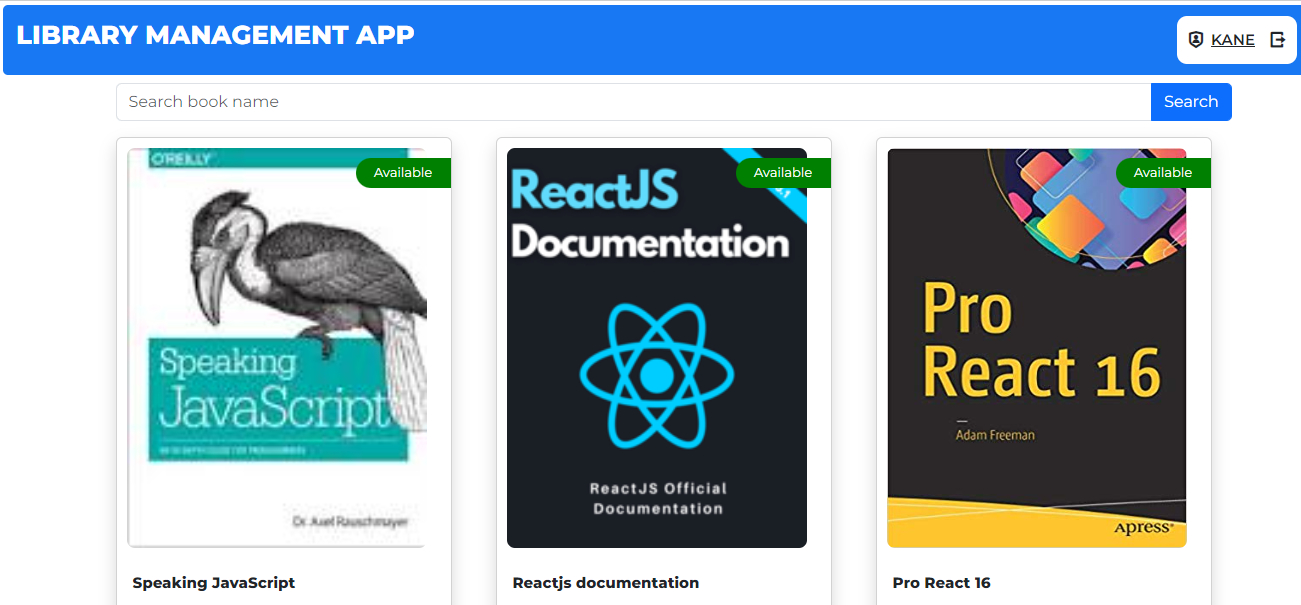 LIBRARY MANAGEMENT APP
KANE
Search book name
Search
O'REILLY
Available
Speaking
JavaScript
Dr. Axel Rauschmayer
Speaking JavaScript
Available
ReactJS
Documentation
ReactJS Official
Documentation
Reactjs documentation
Available
Pro
React 16
Adam Freeman
Apress
Pro React 16